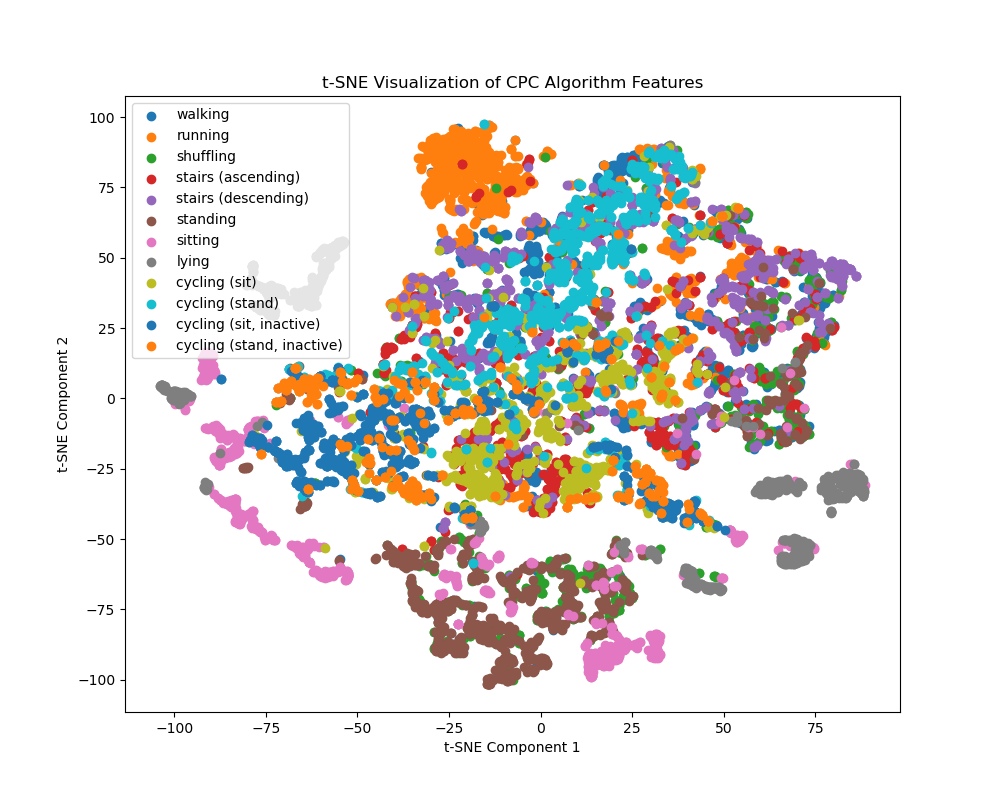 t-SNE Visualization of CPC Algorithm Features
walking
running
shuffling
stairs (ascending)
stairs (descending)
standing
sitting
lying
cycling (sit)
cycling (stand)
cycling (sit, inactive)
cycling (stand, inactive)
t-SNE Component 2
100
75
50
25
0
−25
−50
−75
−100
−100
−75
−50
−25
0
25
50
75
t-SNE Component 1